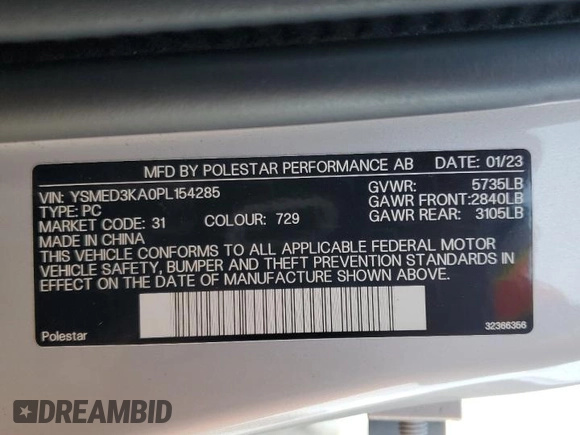 MFD BY POLESTAR PERFORMANCE AB DATE: 01/23
VIN: YSMED3KA0PL154285 GVWR: 5735LB
TYPE: PC GAWR FRONT:2840LB
MARKET CODE: 31 COLOUR: 729 GAWR REAR: 3105LB
MADE IN CHINA
THIS VEHICLE CONFORMS TO ALL APPLICABLE FEDERAL MOTOR
VEHICLE SAFETY, BUMPER AND THEFT PREVENTION STANDARDS IN
EFFECT ON THE DATE OF MANUFACTURE SHOWN ABOVE.
Polestar 32366356
DREAMBID